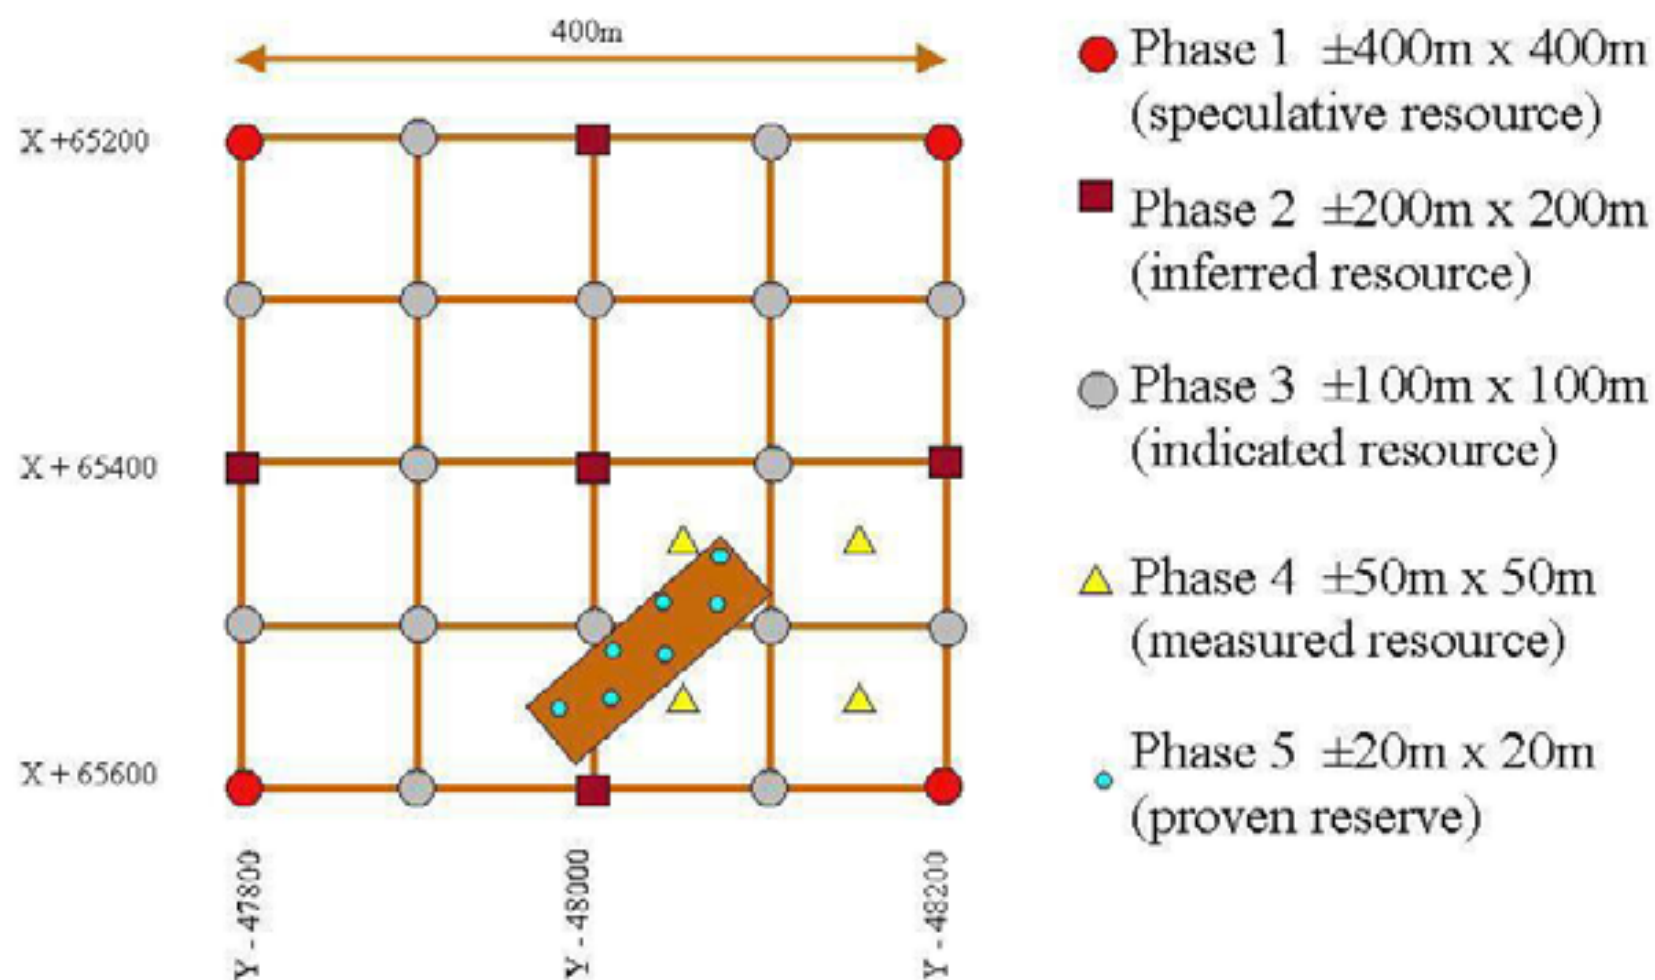 400m
X +65200
X + 65400
X + 65600
Y - 47800
Y - 48000
Y - 48200
Phase 1 ±400m x 400m
(speculative resource)
Phase 2 ±200m x 200m
(inferred resource)
Phase 3 ±100m x 100m
(indicated resource)
Phase 4 ±50m x 50m
(measured resource)
Phase 5 ±20m x 20m
(proven reserve)